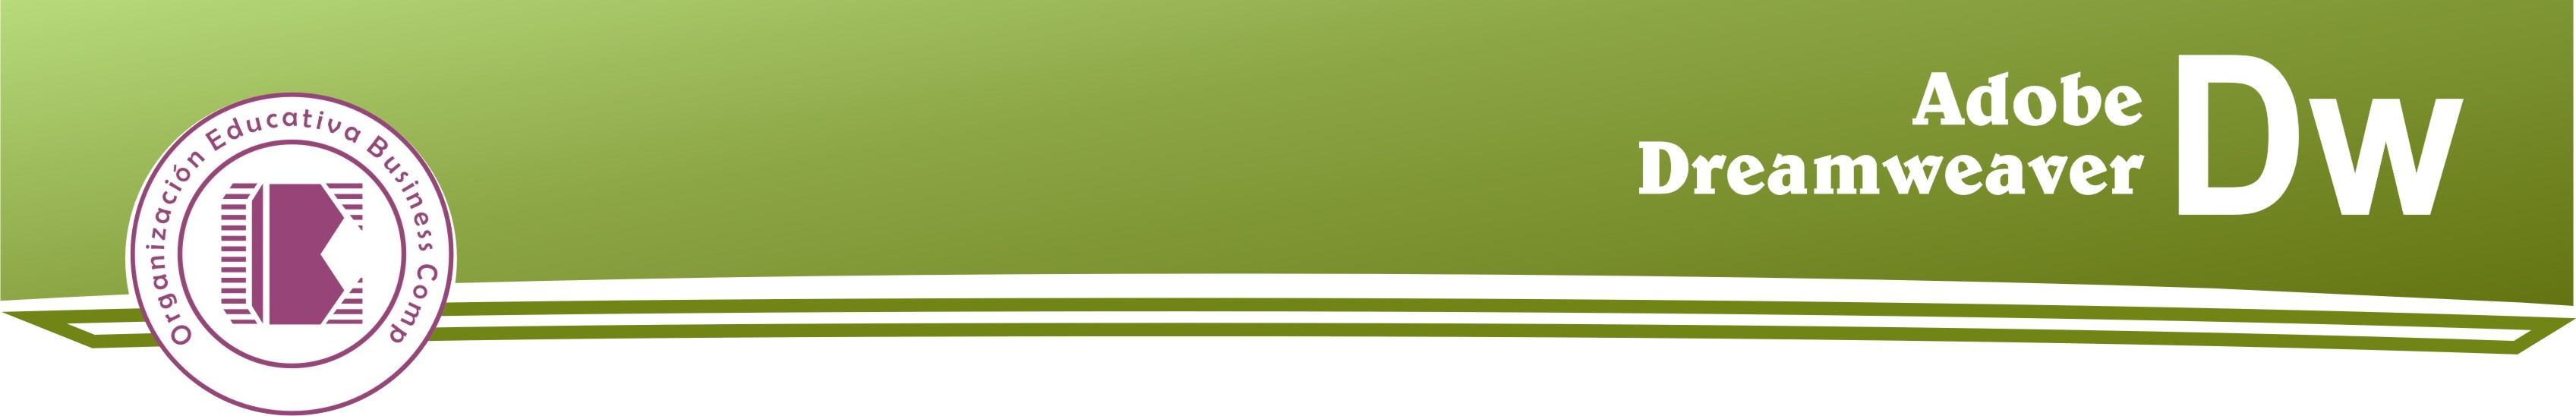 Organización Educativa Business Comp
Adobe
Dreamweaver
Dw